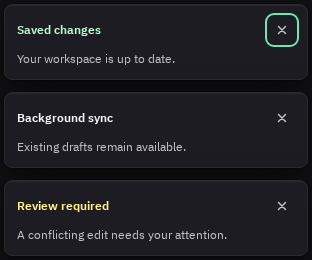 Saved changes
Your workspace is up to date.
Background sync
Existing drafts remain available.
Review required
A conflicting edit needs your attention.